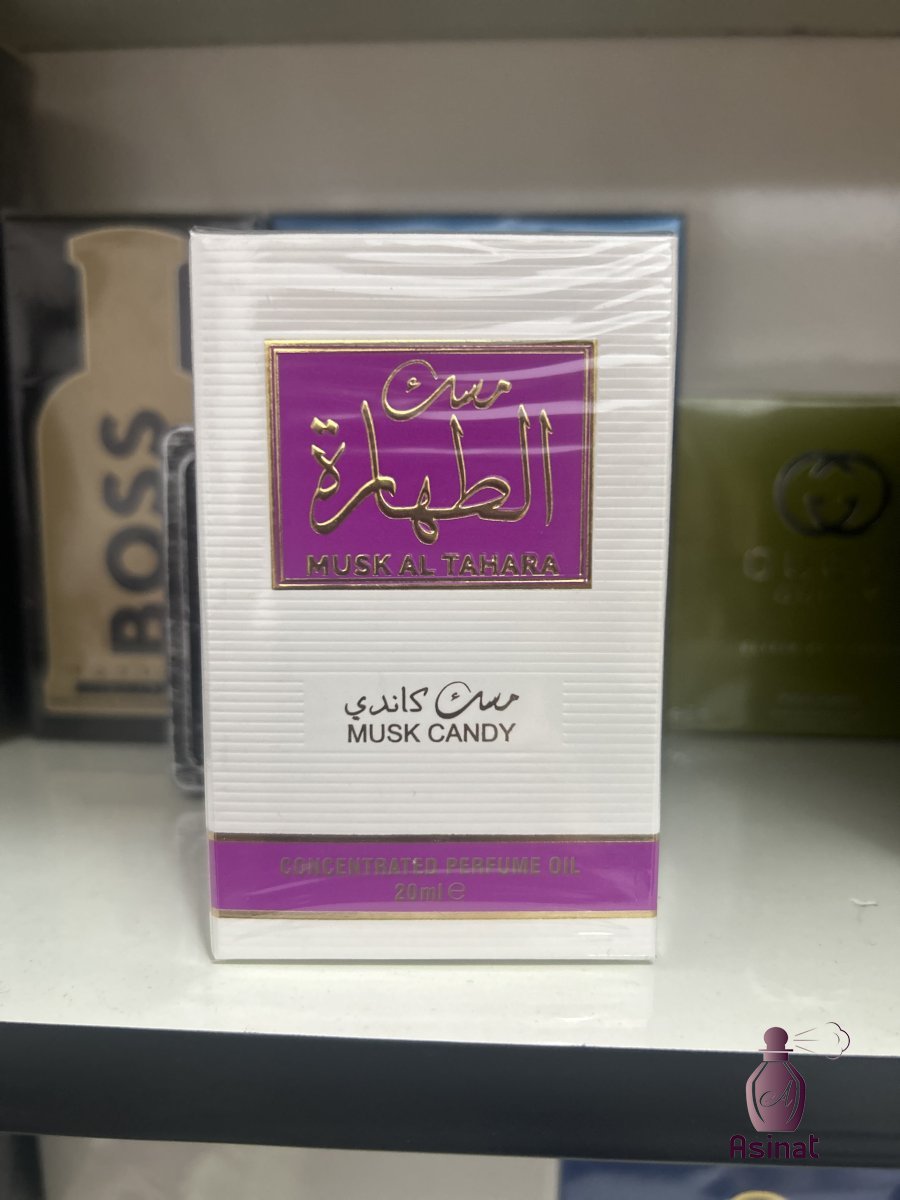 مسك
الطهارة
MUSK AL TAHARA
مسك كاندي
MUSK CANDY
CONCENTRATED PERFUME OIL
20ml e
BOSS
Asinat